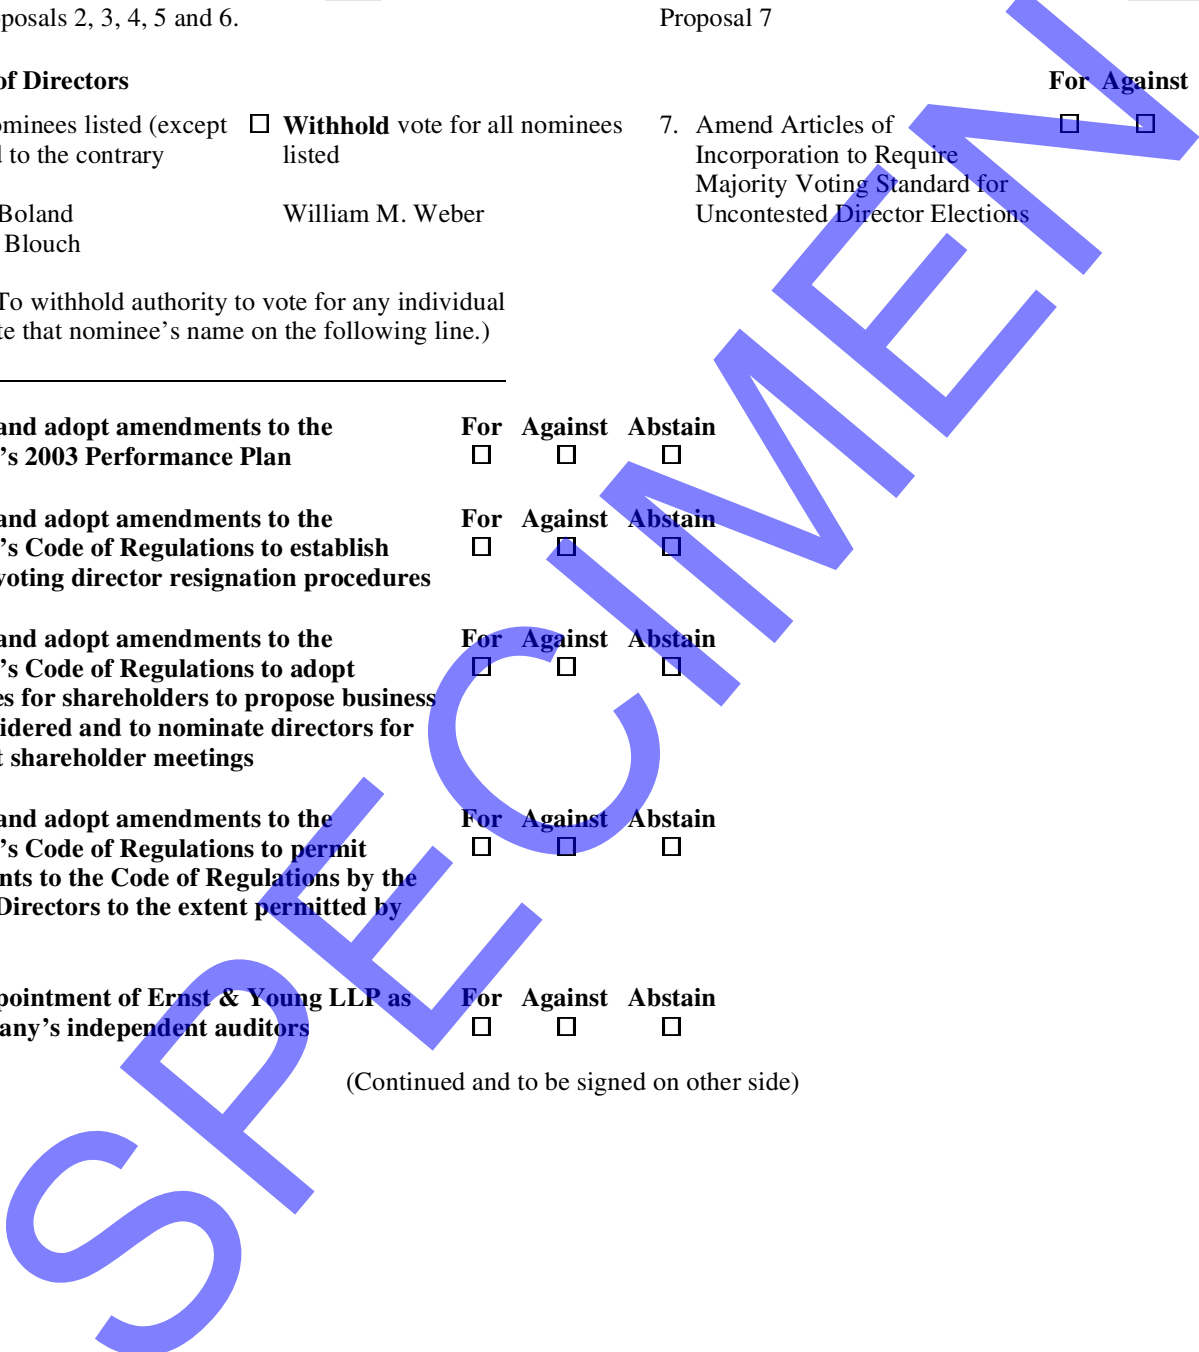 posals 2, 3, 4, 5 and 6.
Proposal 7
of Directors
For Against
minees listed (except
Withhold vote for all nominees
listed
to the contrary
7. Amend Articles of
Incorporation to Require
Majority Voting Standard for
Uncontested Director Elections
Boland
Blouch
William M. Weber
To withhold authority to vote for any individual
te that nominee’s name on the following line.)
and adopt amendments to the
’s 2003 Performance Plan
For Against Abstain
and adopt amendments to the
’s Code of Regulations to establish
voting director resignation procedures
For Against Abstain
and adopt amendments to the
’s Code of Regulations to adopt
es for shareholders to propose business
idered and to nominate directors for
t shareholder meetings
For Against Abstain
and adopt amendments to the
’s Code of Regulations to permit
nts to the Code of Regulations by the
Directors to the extent permitted by
For Against Abstain
pointment of Ernst & Young LLP as
any’s independent auditors
For Against Abstain
(Continued and to be signed on other side)
SPECIMEN